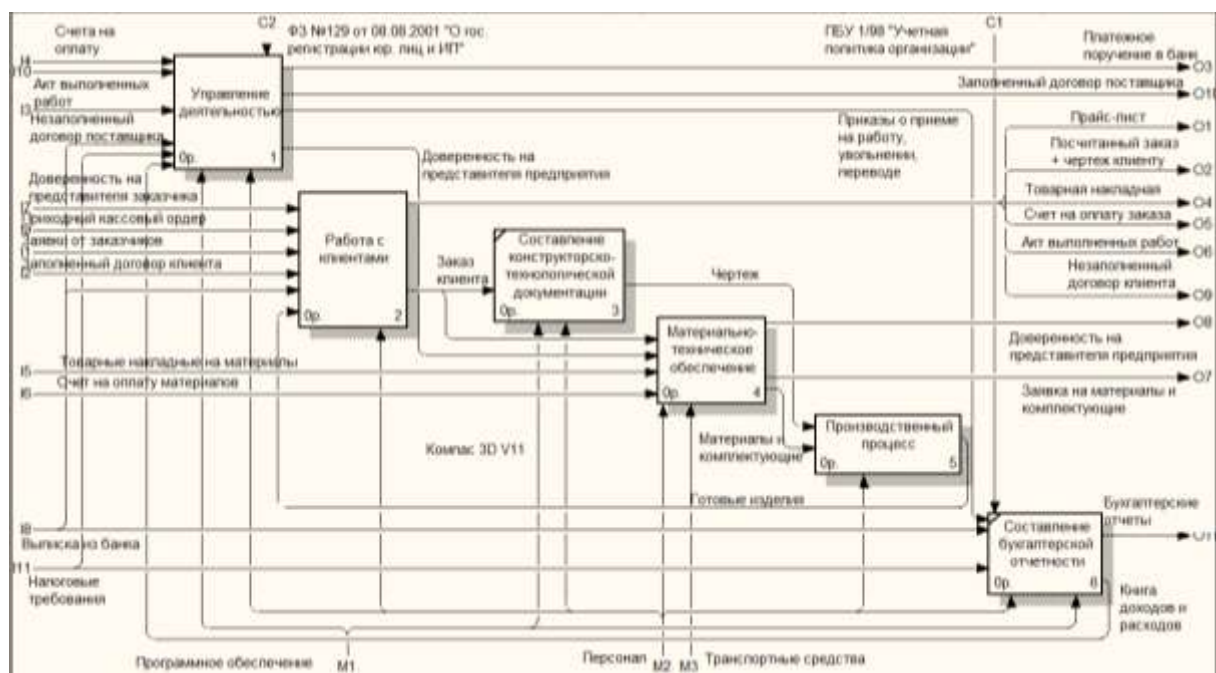 Счета на
оплату
C2
ФЗ №129 от 08.08.2001 "О гос.
регистрации юр. лиц и ИП"
ПБУ 1/98 "Учетная
политика организации"
C1
Платежное
поручение в банк
I4
I10
O3
Заполненный договор поставщика
O10
Акт выполненных
работ
I3
Незаполненный
договор поставщика
Управление
деятельностью
0р.
1
Приказы о приеме
на работу,
увольнении,
переводе
Прайс-лист
O1
Посчитанный заказ
+ чертеж клиенту
O2
Доверенность на
представителя предприятия
Доверенность на
представителя заказчика
Товарная накладная
O4
I7
Приходный кассовый ордер
Счет на оплату заказа
O5
Заявки от заказчиков
I1
Акт выполненных работ
O6
Заполненный договор клиента
I2
Незаполненный
договор клиента
O9
Работа с
клиентами
0р.
2
Заказ
клиента
Составление
конструкторско-
технологической
документации
0р.
3
Чертеж
O8
Доверенность на
представителя предприятия
Материально-
техническое
обеспечение
0р.
4
Товарные накладные на материалы
I5
Счет на оплату материалов
I6
O7
Заявка на материалы и
комплектующие
Компас 3D V11
Материалы и
комплектующие
Производственный
процесс
0р.
5
Готовые изделия
Бухгалтерские
отчеты
O11
I8
Выписка из банка
I11
Налоговые
требования
Составление
бухгалтерской
отчетности
0р.
6
Книга
доходов и
расходов
Программное обеспечение
M1
Персонал
M2
M3
Транспортные средства